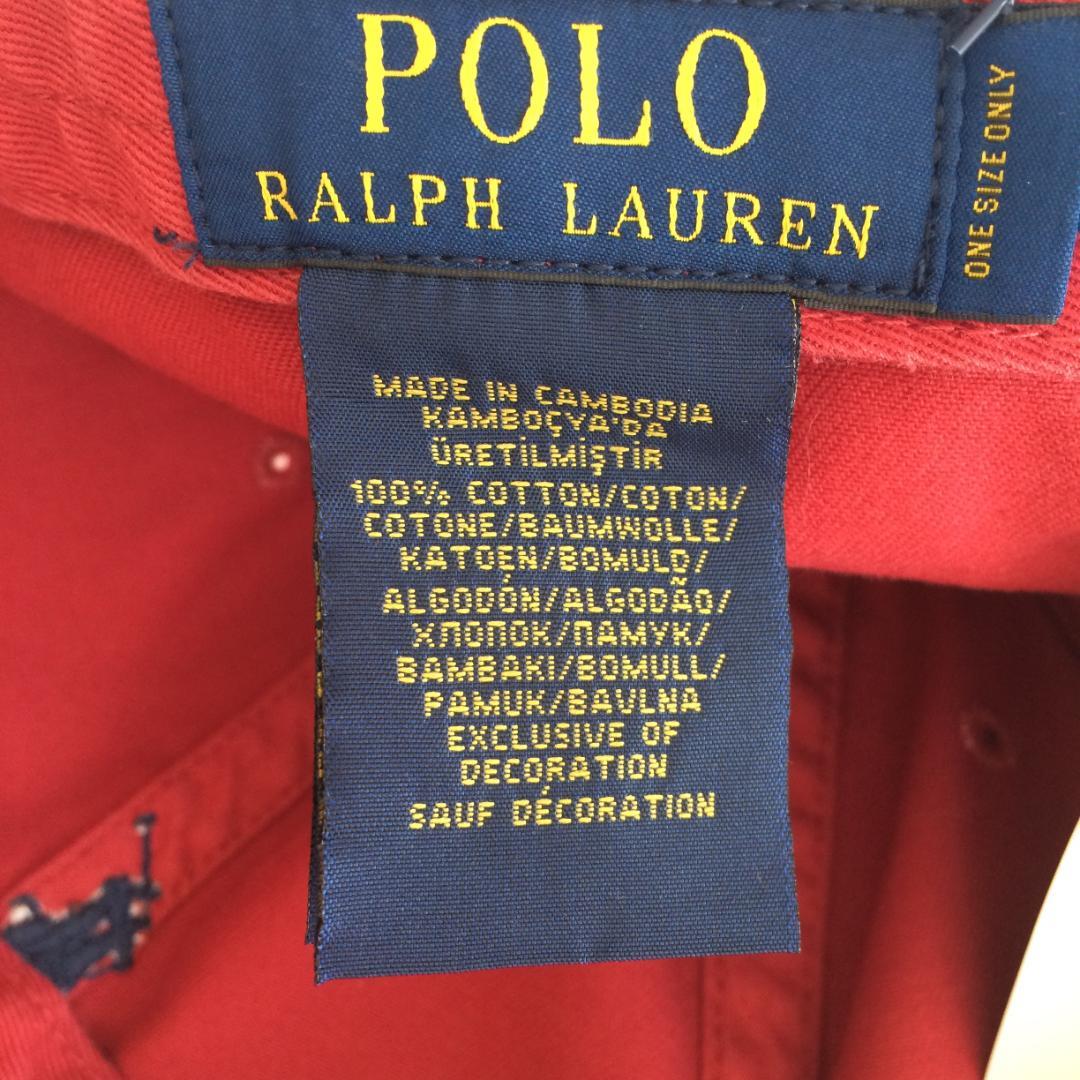 POLO
RALPH LAUREN
ONE SIZE ONLY
MADE IN CAMBODIA
KAMBOÇYA'DA
ÜRETİLMİŞTİR
100% COTTON/COTON/
COTONE/BAUMWOLLE/
KATOEN/BOMULD/
ALGODÓN/ALGODÃO/
ХЛОПОК/ПАМУК/
BAMBAKI/BOMULL/
PAMUK/BAVLNA
EXCLUSIVE OF
DECORATION
SAUF DÉCORATION